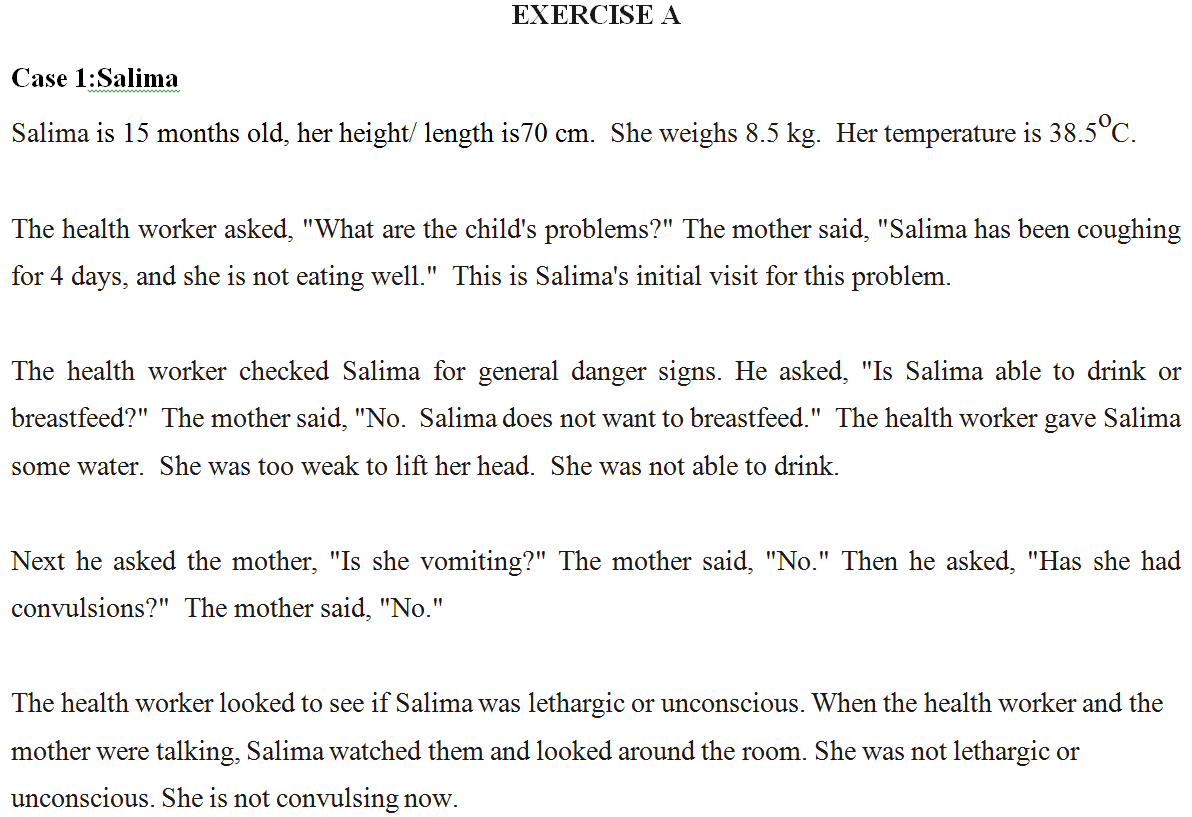 EXERCISE A
Case 1:Salima
Salima is 15 months old, her height/ length is70 cm. She weighs 8.5 kg. Her temperature is 38.5⁰C.
The health worker asked, "What are the child's problems?" The mother said, "Salima has been coughing
for 4 days, and she is not eating well." This is Salima's initial visit for this problem.
The health worker checked Salima for general danger signs. He asked, "Is Salima able to drink or
breastfeed?" The mother said, "No. Salima does not want to breastfeed." The health worker gave Salima
some water. She was too weak to lift her head. She was not able to drink.
Next he asked the mother, "Is she vomiting?" The mother said, "No." Then he asked, "Has she had
convulsions?" The mother said, "No."
The health worker looked to see if Salima was lethargic or unconscious. When the health worker and the
mother were talking, Salima watched them and looked around the room. She was not lethargic or
unconscious. She is not convulsing now.